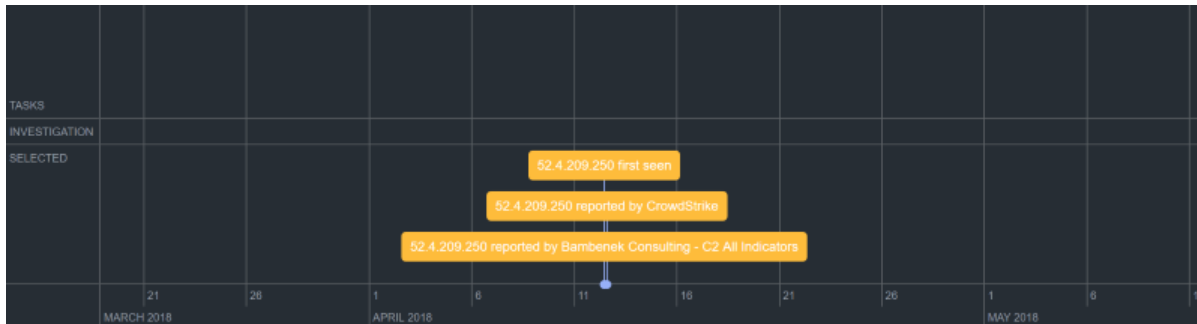 TASKS
INVESTIGATION
SELECTED
52.4.209.250 first seen
52.4.209.250 reported by CrowdStrike
52.4.209.250 reported by Bambenek Consulting - C2 All Indicators
21 26 1 6 11 16 21 26 1 6 1
MARCH 2018 APRIL 2018 MAY 2018